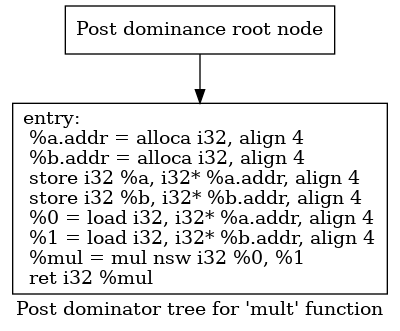 Post dominance root node
entry:
%a.addr = alloca i32, align 4
%b.addr = alloca i32, align 4
store i32 %a, i32* %a.addr, align 4
store i32 %b, i32* %b.addr, align 4
%0 = load i32, i32* %a.addr, align 4
%1 = load i32, i32* %b.addr, align 4
%mul = mul nsw i32 %0, %1
ret i32 %mul
Post dominator tree for 'mult' function